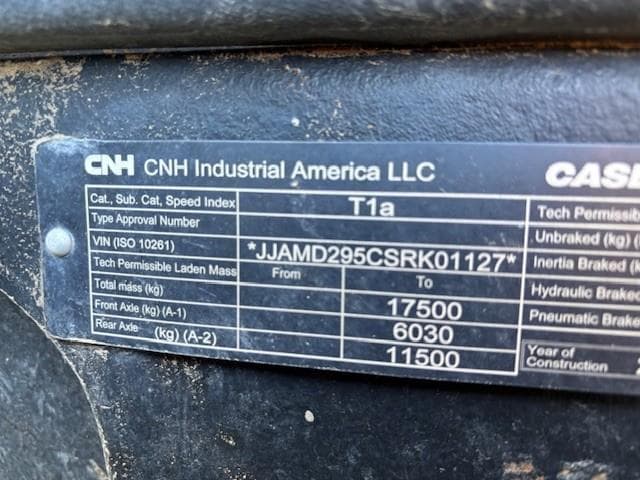 CNH CNH Industrial America LLC CASE
Cat., Sub. Cat, Speed Index T1a Tech Permissi
Type Approval Number Unbraked (kg)
VIN (ISO 10261) *JJAMD295CSRK01127* Inertia Braked (
Tech Permissible Laden Mass From To Hydraulic Brake
Total mass (kg) 17500 Pneumatic Brake
Front Axle (kg) (A-1) 6030
Rear Axle (kg) (A-2) 11500 Year of
Construction